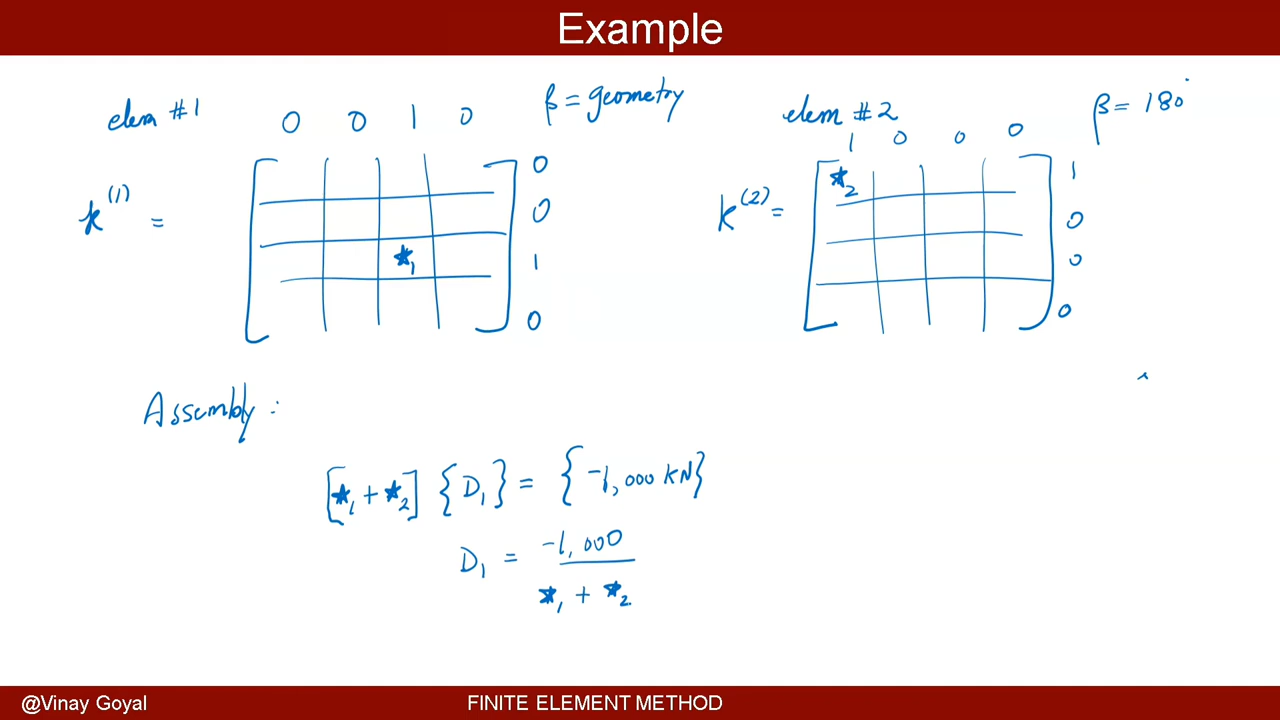 Example
elem #1
0 0 1 0
β = geometry
k^(1) =
0
0
★1 1
0
elem #2
1 0 0 0
β = 180°
k^(2) =
★2 1
0
0
0
Assembly :
[★1 + ★2] {D1} = {-1,000 KN}
D1 = -1,000
★1 + ★2
@Vinay Goyal
FINITE ELEMENT METHOD